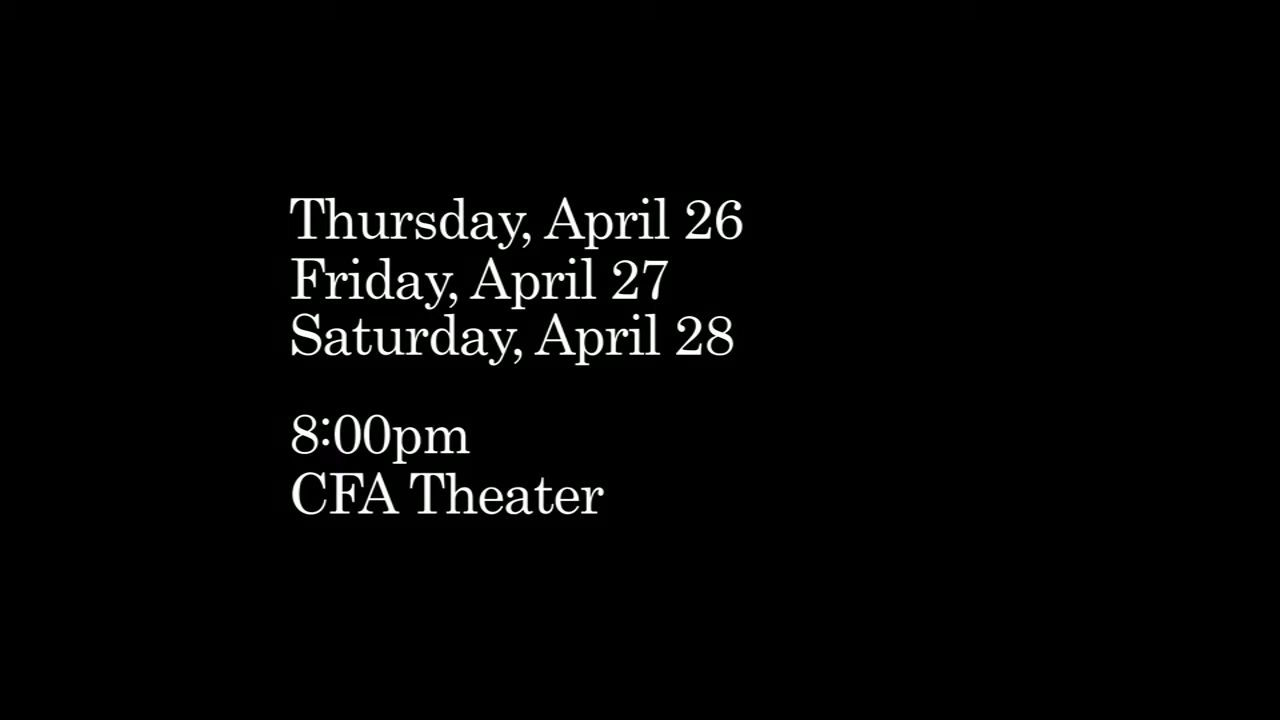 Thursday, April 26
Friday, April 27
Saturday, April 28
8:00pm
CFA Theater